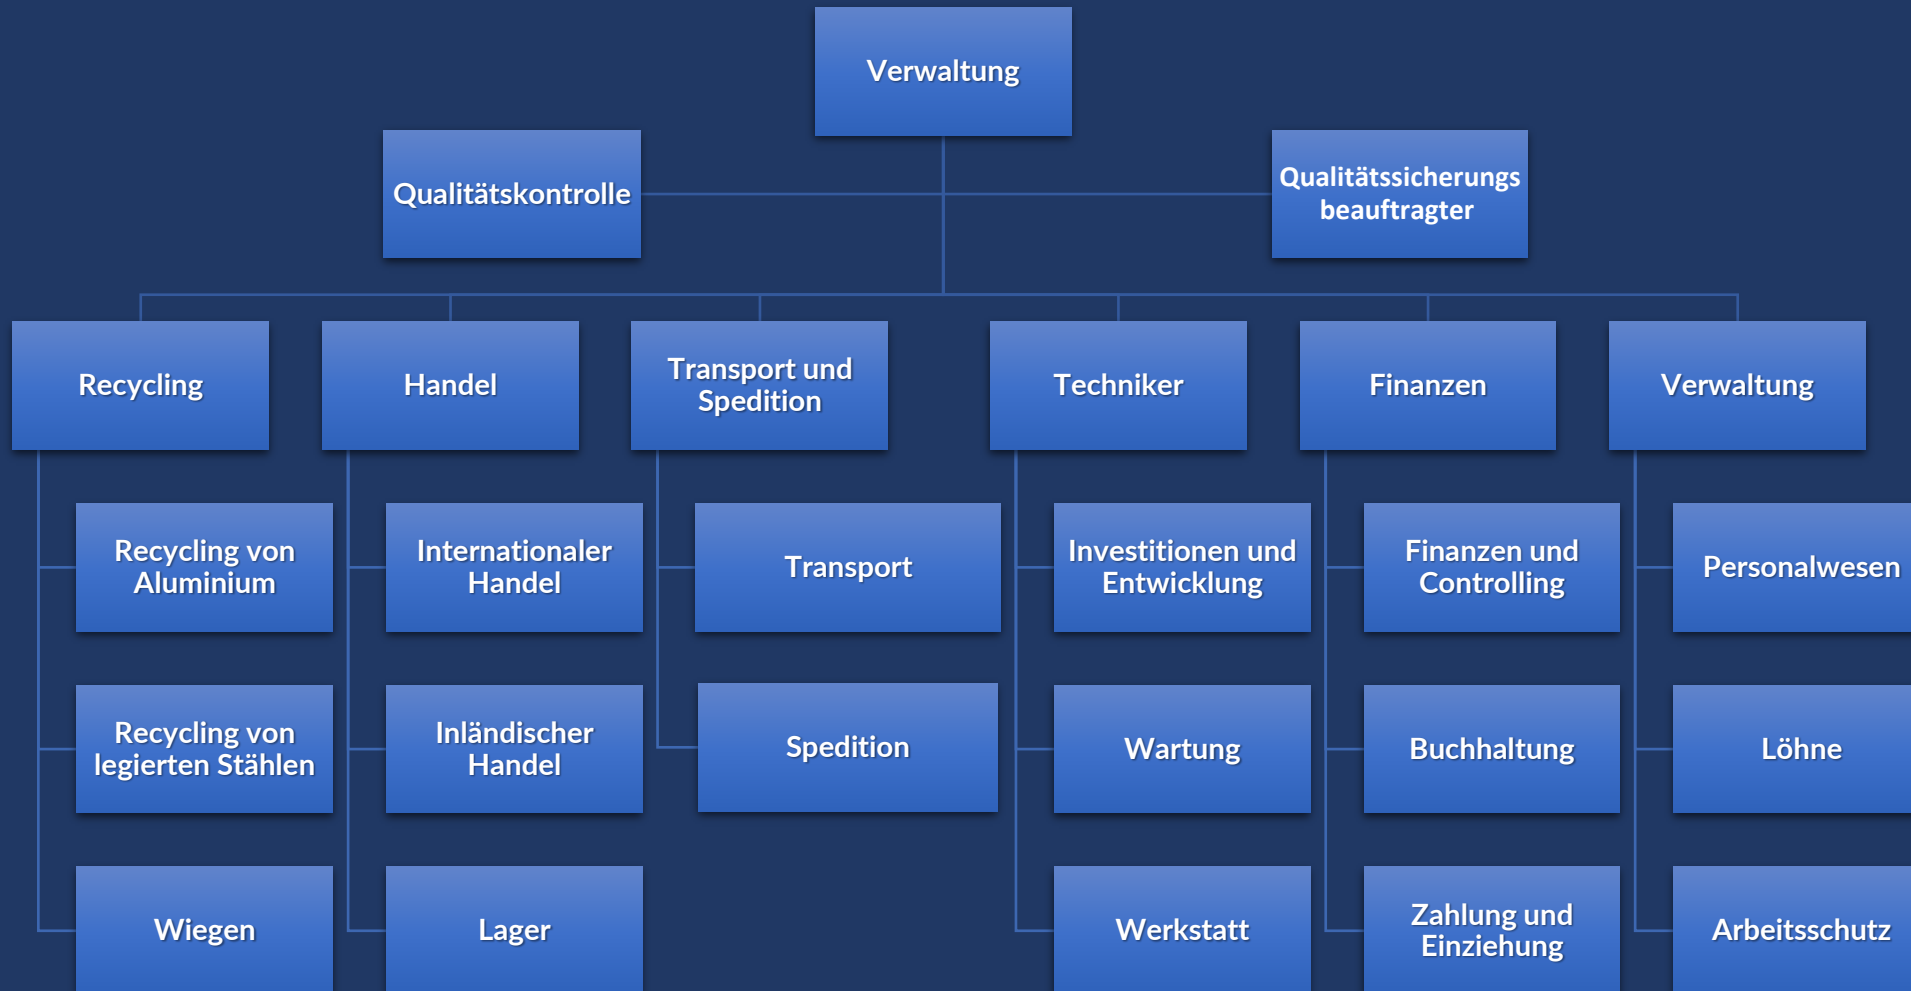 Verwaltung
Qualitätskontrolle
Qualitätssicherungs
beauftragter
Recycling
Handel
Transport und
Spedition
Techniker
Finanzen
Verwaltung
Recycling von
Aluminium
Internationaler
Handel
Transport
Investitionen und
Entwicklung
Finanzen und
Controlling
Personalwesen
Recycling von
legierten Stählen
Inländischer
Handel
Spedition
Wartung
Buchhaltung
Löhne
Wiegen
Lager
Werkstatt
Zahlung und
Einziehung
Arbeitsschutz